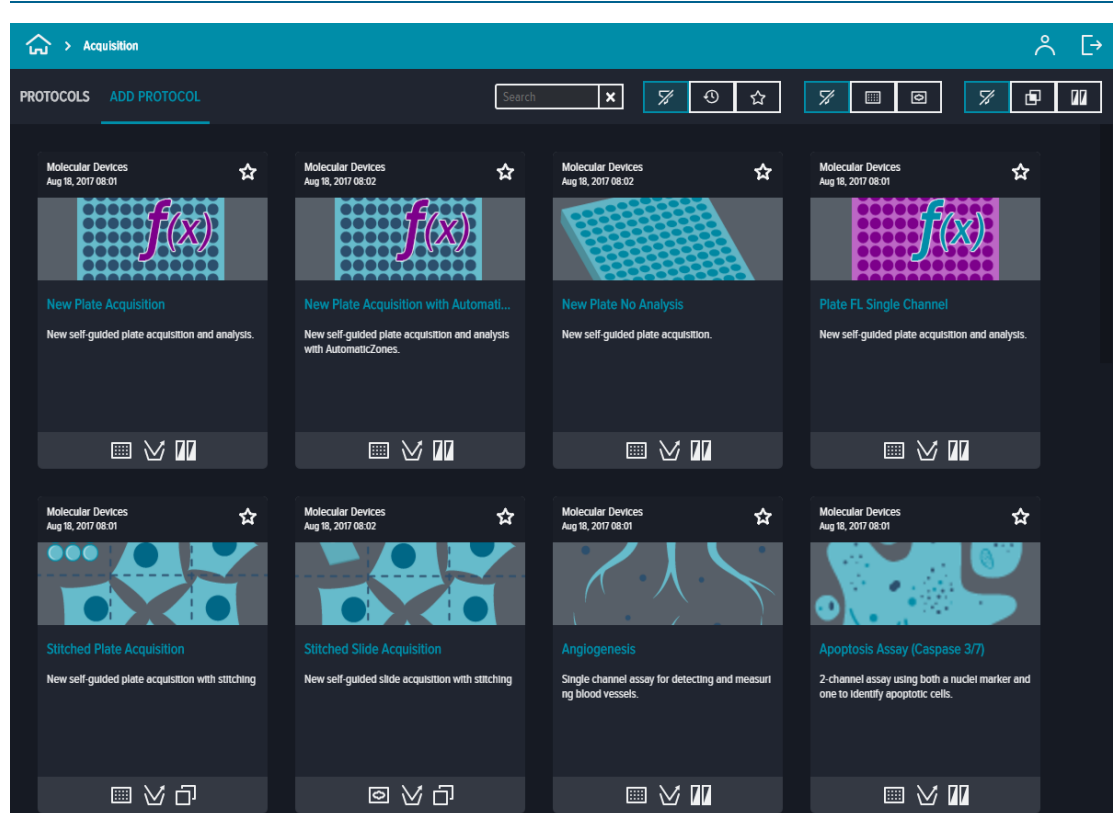 Acquisition
PROTOCOLS ADD PROTOCOL Search
Molecular Devices
Aug 18, 2017 08:01
f(x)
New Plate Acquisition
New self-guided plate acquisition and analysis.
Molecular Devices
Aug 18, 2017 08:02
f(x)
New Plate Acquisition with Automati...
New self-guided plate acquisition and analysis
with AutomaticZones.
Molecular Devices
Aug 18, 2017 08:02
New Plate No Analysis
New self-guided plate acquisition.
Molecular Devices
Aug 18, 2017 08:01
f(x)
Plate FL Single Channel
New self-guided plate acquisition and analysis.
Molecular Devices
Aug 18, 2017 08:01
Stitched Plate Acquisition
New self-guided plate acquisition with stitching
Molecular Devices
Aug 18, 2017 08:02
Stitched Slide Acquisition
New self-guided slide acquisition with stitching
Molecular Devices
Aug 18, 2017 08:01
Angiogenesis
Single channel assay for detecting and measuri
ng blood vessels.
Molecular Devices
Aug 18, 2017 08:01
Apoptosis Assay (Caspase 3/7)
2-channel assay using both a nuclei marker and
one to identify apoptotic cells.